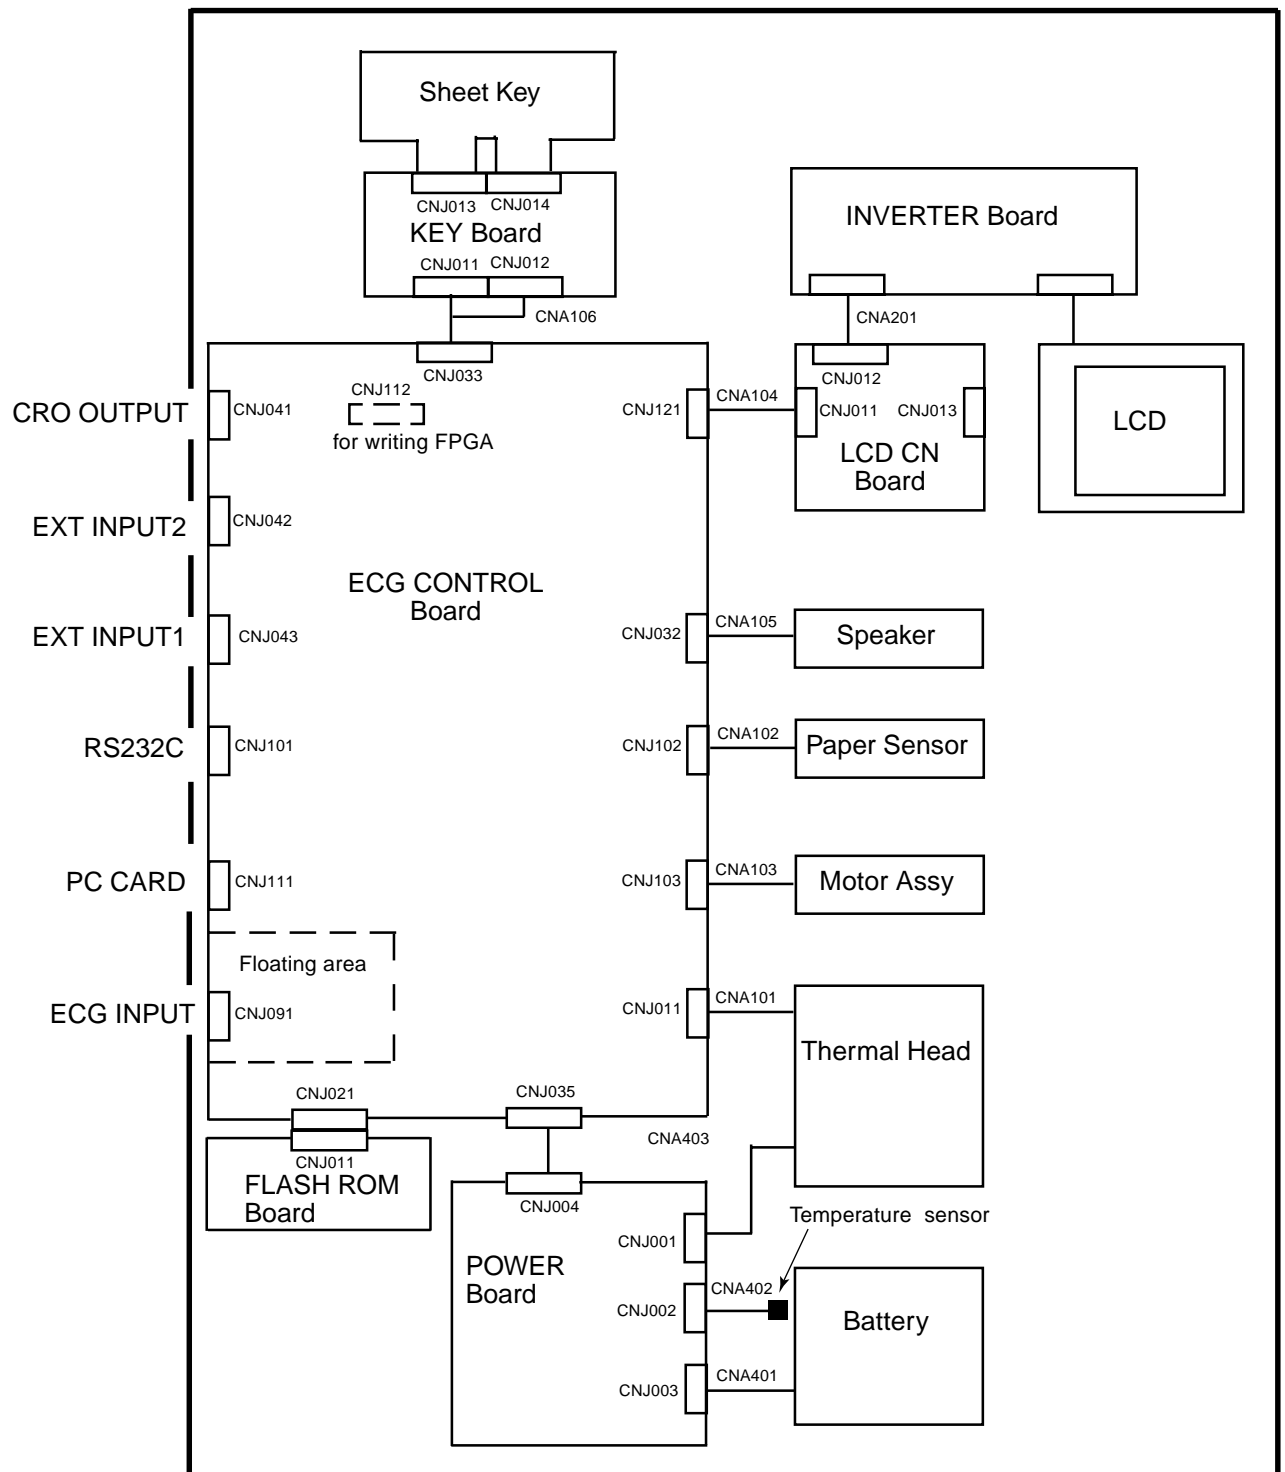 Sheet Key
CNJ013 CNJ014
KEY Board
CNJ011 CNJ012
CNA106
INVERTER Board
CNA201
CNJ033
CNJ012
CRO OUTPUT
CNJ041
CNJ112
for writing FPGA
CNJ121
CNA104
CNJ011
CNJ013
LCD CN
Board
LCD
EXT INPUT2
CNJ042
ECG CONTROL
Board
EXT INPUT1
CNJ043
CNJ032
CNA105
Speaker
RS232C
CNJ101
CNJ102
CNA102
Paper Sensor
PC CARD
CNJ111
CNJ103
CNA103
Motor Assy
Floating area
ECG INPUT
CNJ091
CNJ011
CNA101
Thermal Head
CNJ021
CNJ035
CNA403
CNJ011
FLASH ROM
Board
CNJ004
Temperature sensor
CNJ001
POWER
Board
CNA402
CNJ002
Battery
CNJ003
CNA401